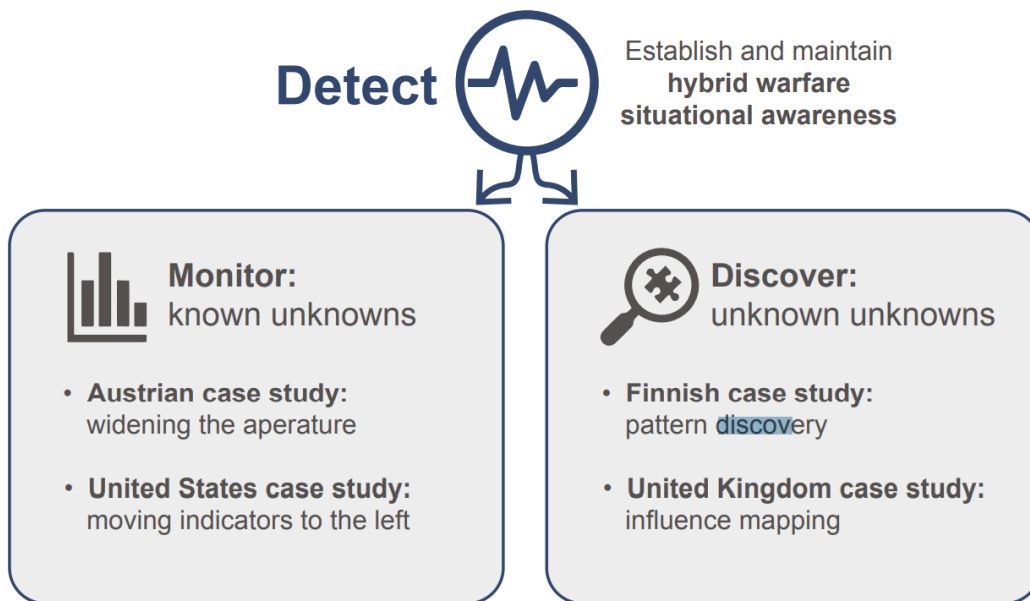 Detect
Establish and maintain
hybrid warfare
situational awareness
Monitor:
known unknowns
• Austrian case study:
widening the aperature
• United States case study:
moving indicators to the left
Discover:
unknown unknowns
• Finnish case study:
pattern discovery
• United Kingdom case study:
influence mapping